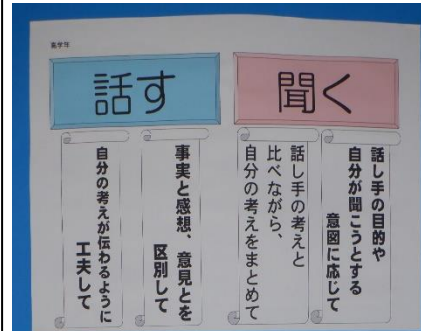 高学年
聞く
話し手の目的や
自分が聞こうとする
意図に応じて
話し手の考えと
比べながら、
自分の考えをまとめて
話す
事実と感想、意見とを
区別して
自分の考えが伝わるように
工夫して